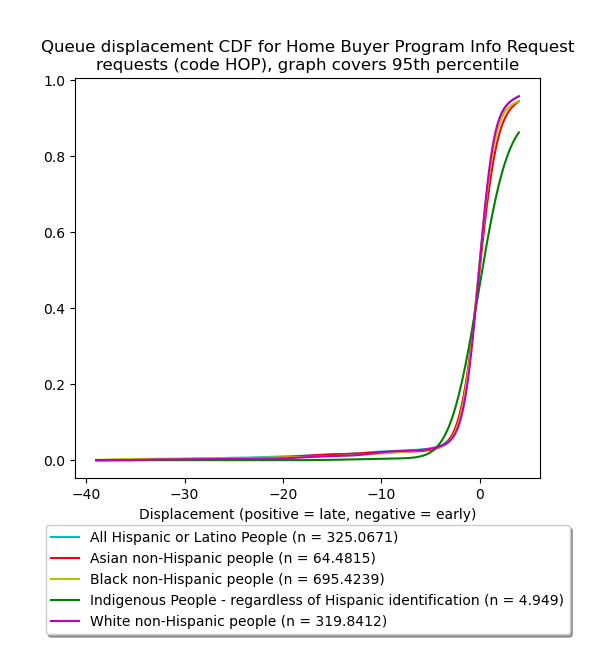 Queue displacement CDF for Home Buyer Program Info Request
requests (code HOP), graph covers 95th percentile
1.0
0.8
0.6
0.4
0.2
0.0
−40 −30 −20 −10 0
Displacement (positive = late, negative = early)
All Hispanic or Latino People (n = 325.0671)
Asian non-Hispanic people (n = 64.4815)
Black non-Hispanic people (n = 695.4239)
Indigenous People - regardless of Hispanic identification (n = 4.949)
White non-Hispanic people (n = 319.8412)